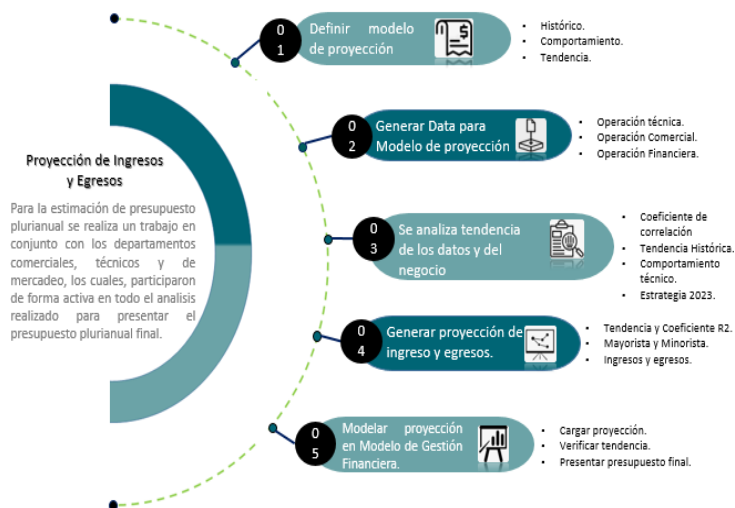 Proyección de Ingresos
y Egresos
Para la estimación de presupuesto
plurianual se realiza un trabajo en
conjunto con los departamentos
comerciales, técnicos y de
mercadeo, los cuales, participaron
de forma activa en todo el analisis
realizado para presentar el
presupuesto plurianual final.
0
1
Definir modelo
de proyección
$
• Histórico.
• Comportamiento.
• Tendencia.
0
2
Generar Data para
Modelo de proyección
• Operación técnica.
• Operación Comercial.
• Operación Financiera.
0
3
Se analiza tendencia
de los datos y del
negocio
• Coeficiente de
correlación
• Tendencia Histórica.
• Comportamiento
técnico.
• Estrategia 2023.
0
4
Generar proyección de
ingreso y egresos.
• Tendencia y Coeficiente R2.
• Mayorista y Minorista.
• Ingresos y egresos.
0
5
Modelar proyección
en Modelo de Gestión
Financiera.
• Cargar proyección.
• Verificar tendencia.
• Presentar presupuesto final.